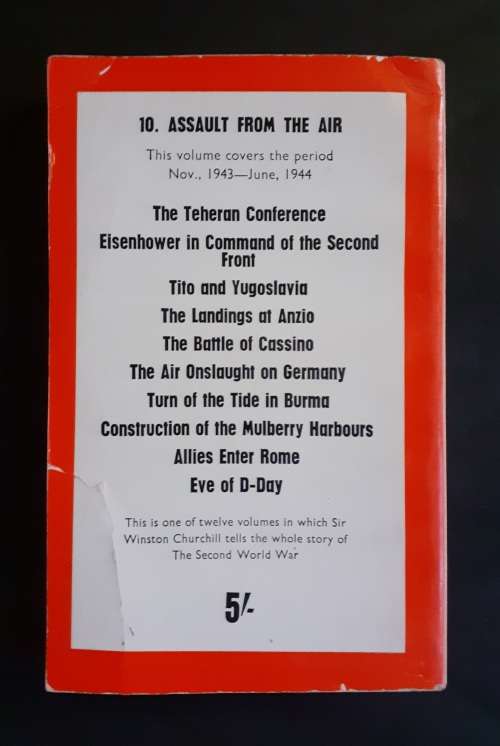 10. ASSAULT FROM THE AIR
This volume covers the period
Nov., 1943—June, 1944
The Teheran Conference
Eisenhower in Command of the Second
Front
Tito and Yugoslavia
The Landings at Anzio
The Battle of Cassino
The Air Onslaught on Germany
Turn of the Tide in Burma
Construction of the Mulberry Harbours
Allies Enter Rome
Eve of D-Day
This is one of twelve volumes in which Sir
Winston Churchill tells the whole story of
The Second World War
5/-